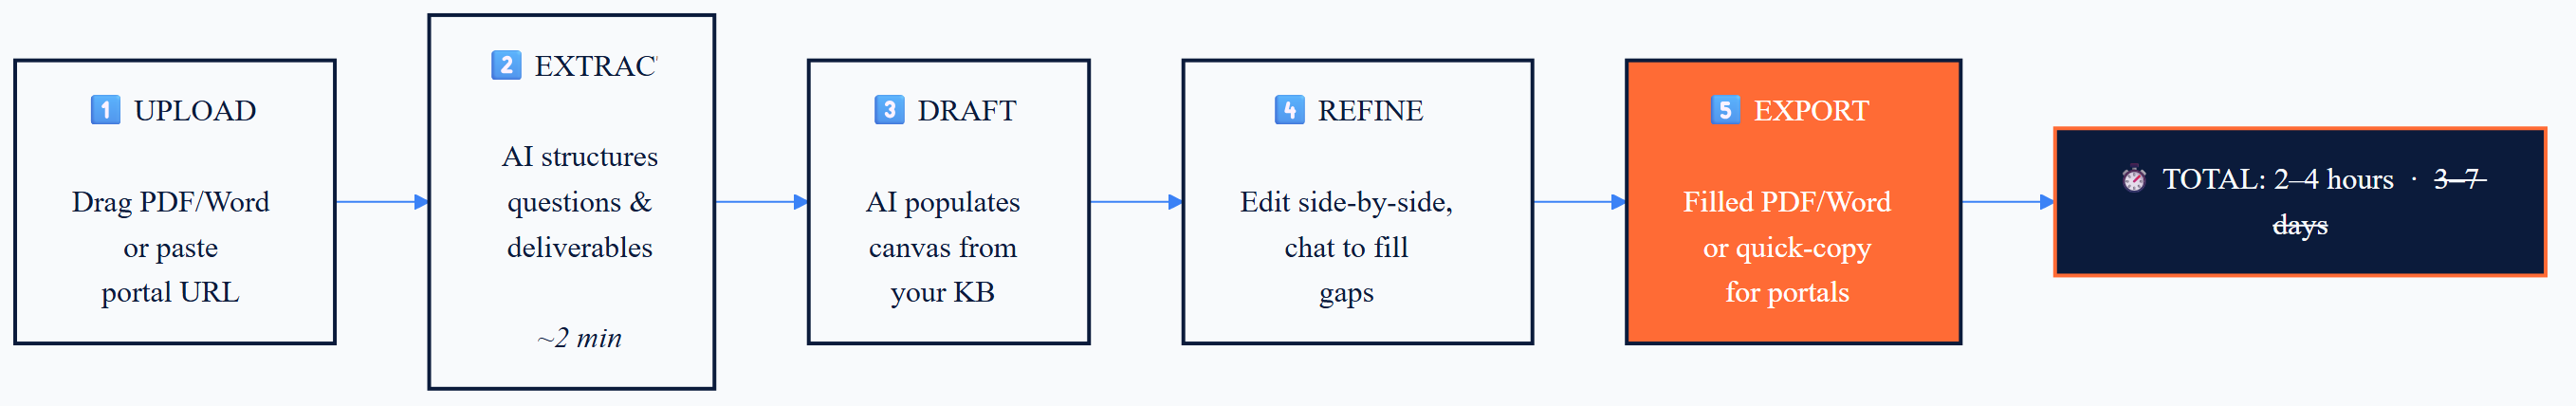 1 UPLOAD
Drag PDF/Word
or paste
portal URL
2 EXTRAC
AI structures
questions &
deliverables
~2 min
3 DRAFT
AI populates
canvas from
your KB
4 REFINE
Edit side-by-side,
chat to fill
gaps
5 EXPORT
Filled PDF/Word
or quick-copy
for portals
TOTAL: 2–4 hours · 3–7
days